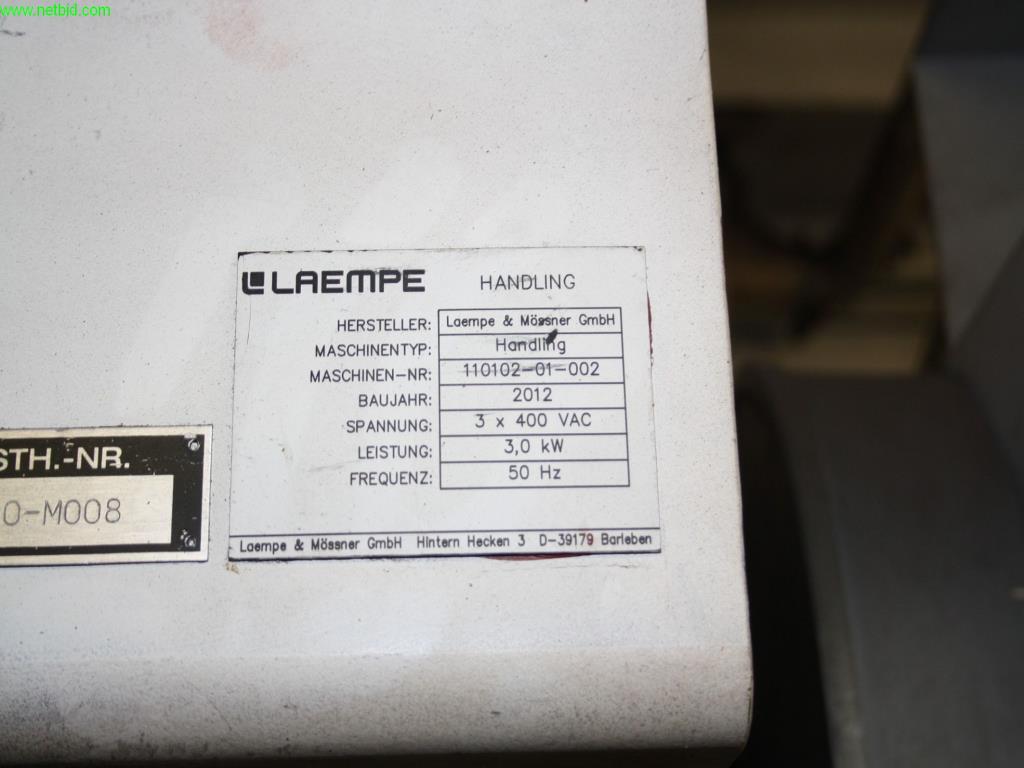 www.netbid.com
LAEMPE HANDLING
HERSTELLER: Laempe & Mössner GmbH
MASCHINENTYP: Handling
MASCHINEN-NR: 110102-01-002
BAUJAHR: 2012
SPANNUNG: 3 x 400 VAC
LEISTUNG: 3,0 kW
FREQUENZ: 50 Hz
Laempe & Mössner GmbH Hintern Hecken 3 D-39179 Barleben
STH.-NR.
0-M008